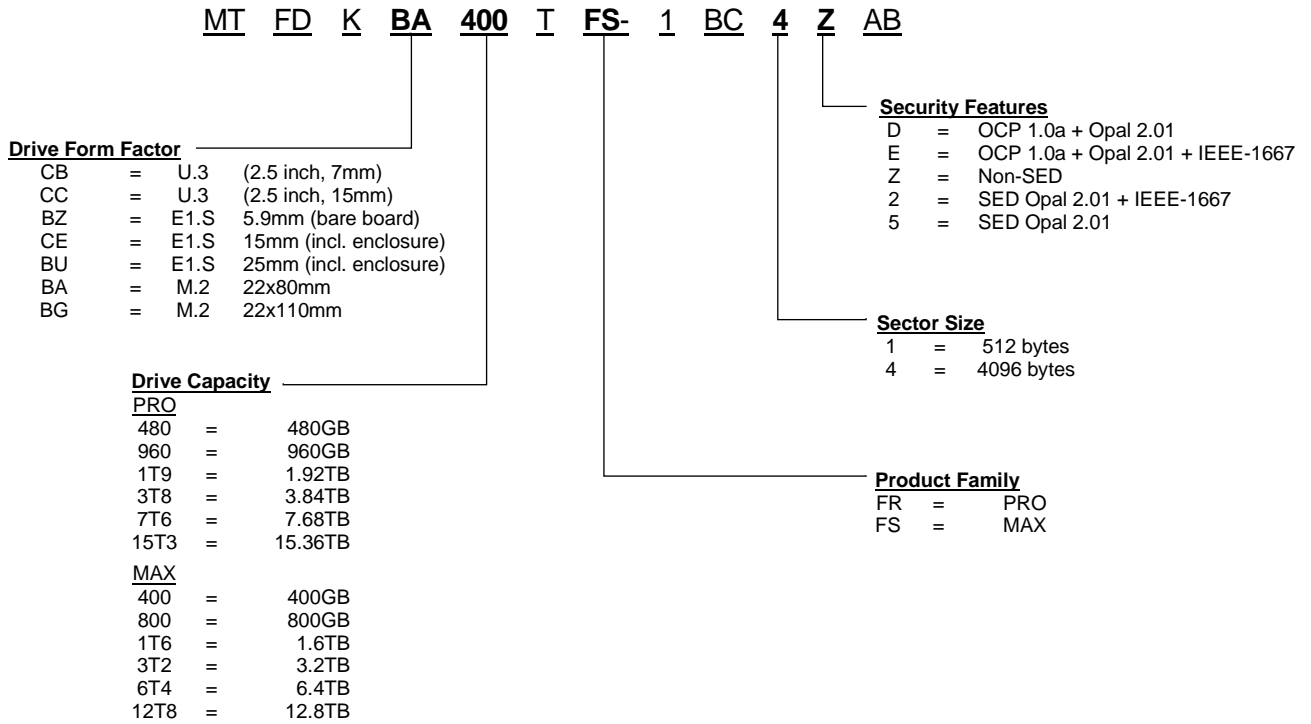 MT FD K BA 400 T FS- 1 BC 4 Z AB
Drive Form Factor
CB = U.3 (2.5 inch, 7mm)
CC = U.3 (2.5 inch, 15mm)
BZ = E1.S 5.9mm (bare board)
CE = E1.S 15mm (incl. enclosure)
BU = E1.S 25mm (incl. enclosure)
BA = M.2 22x80mm
BG = M.2 22x110mm
Drive Capacity
PRO
480 = 480GB
960 = 960GB
1T9 = 1.92TB
3T8 = 3.84TB
7T6 = 7.68TB
15T3 = 15.36TB
MAX
400 = 400GB
800 = 800GB
1T6 = 1.6TB
3T2 = 3.2TB
6T4 = 6.4TB
12T8 = 12.8TB
Security Features
D = OCP 1.0a + Opal 2.01
E = OCP 1.0a + Opal 2.01 + IEEE-1667
Z = Non-SED
2 = SED Opal 2.01 + IEEE-1667
5 = SED Opal 2.01
Sector Size
1 = 512 bytes
4 = 4096 bytes
Product Family
FR = PRO
FS = MAX